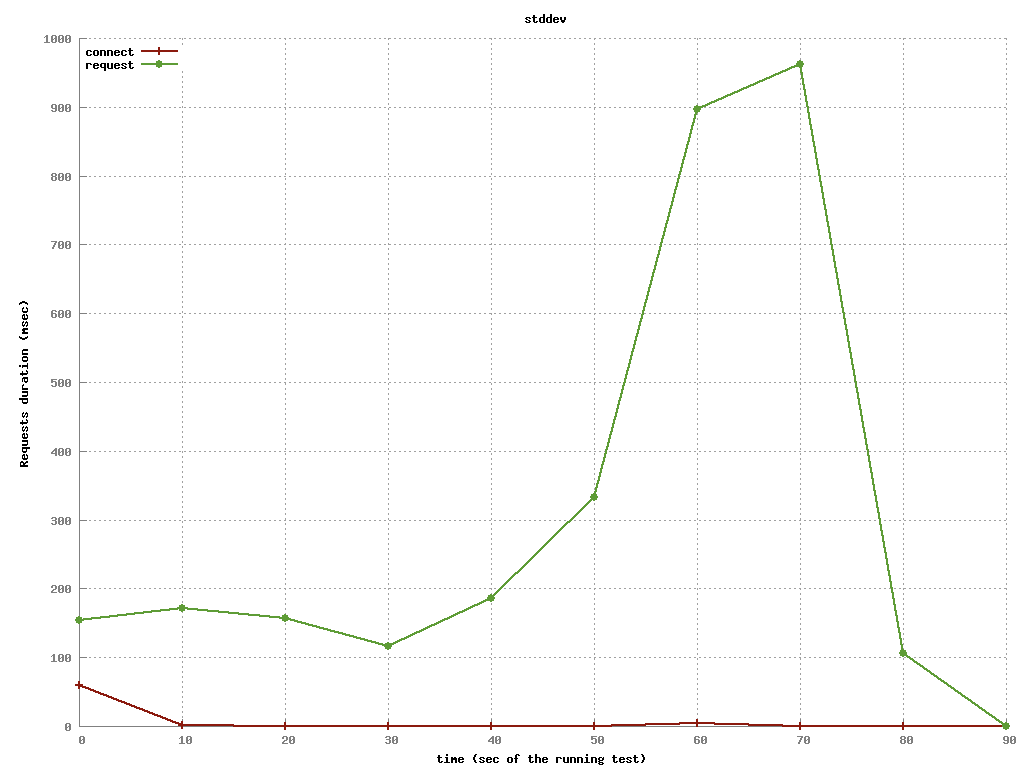 stddev
connect
request
Requests duration (msec)
1000
900
800
700
600
500
400
300
200
100
0
0 10 20 30 40 50 60 70 80 90
time (sec of the running test)